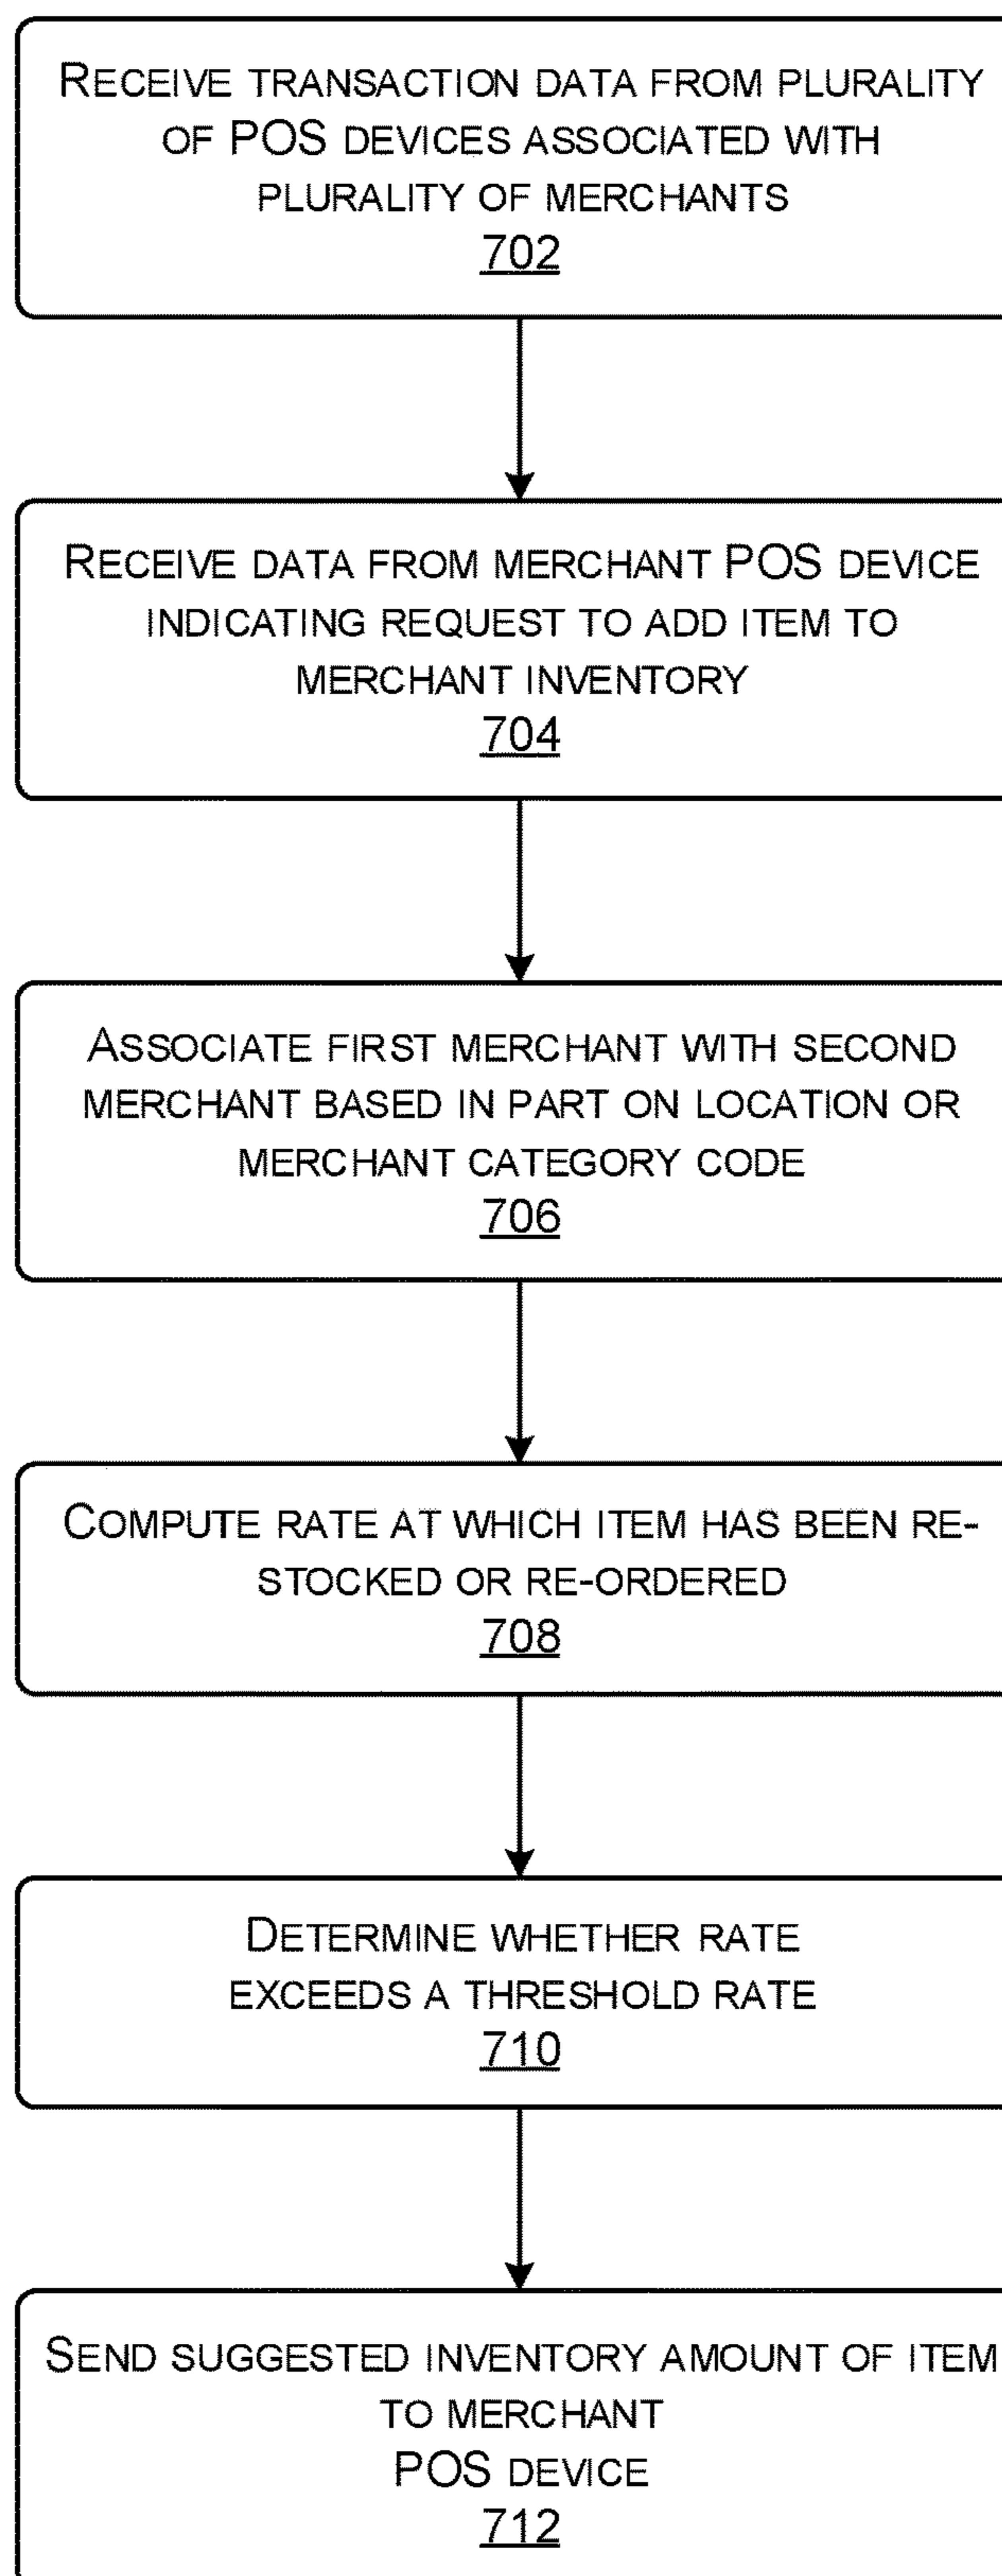 RECEIVE TRANSACTION DATA FROM PLURALITY
OF POS DEVICES ASSOCIATED WITH
PLURALITY OF MERCHANTS
702
RECEIVE DATA FROM MERCHANT POS DEVICE
INDICATING REQUEST TO ADD ITEM TO
MERCHANT INVENTORY
704
ASSOCIATE FIRST MERCHANT WITH SECOND
MERCHANT BASED IN PART ON LOCATION OR
MERCHANT CATEGORY CODE
706
COMPUTE RATE AT WHICH ITEM HAS BEEN RE-
STOCKED OR RE-ORDERED
708
DETERMINE WHETHER RATE
EXCEEDS A THRESHOLD RATE
710
SEND SUGGESTED INVENTORY AMOUNT OF ITEM
TO MERCHANT
POS DEVICE
712